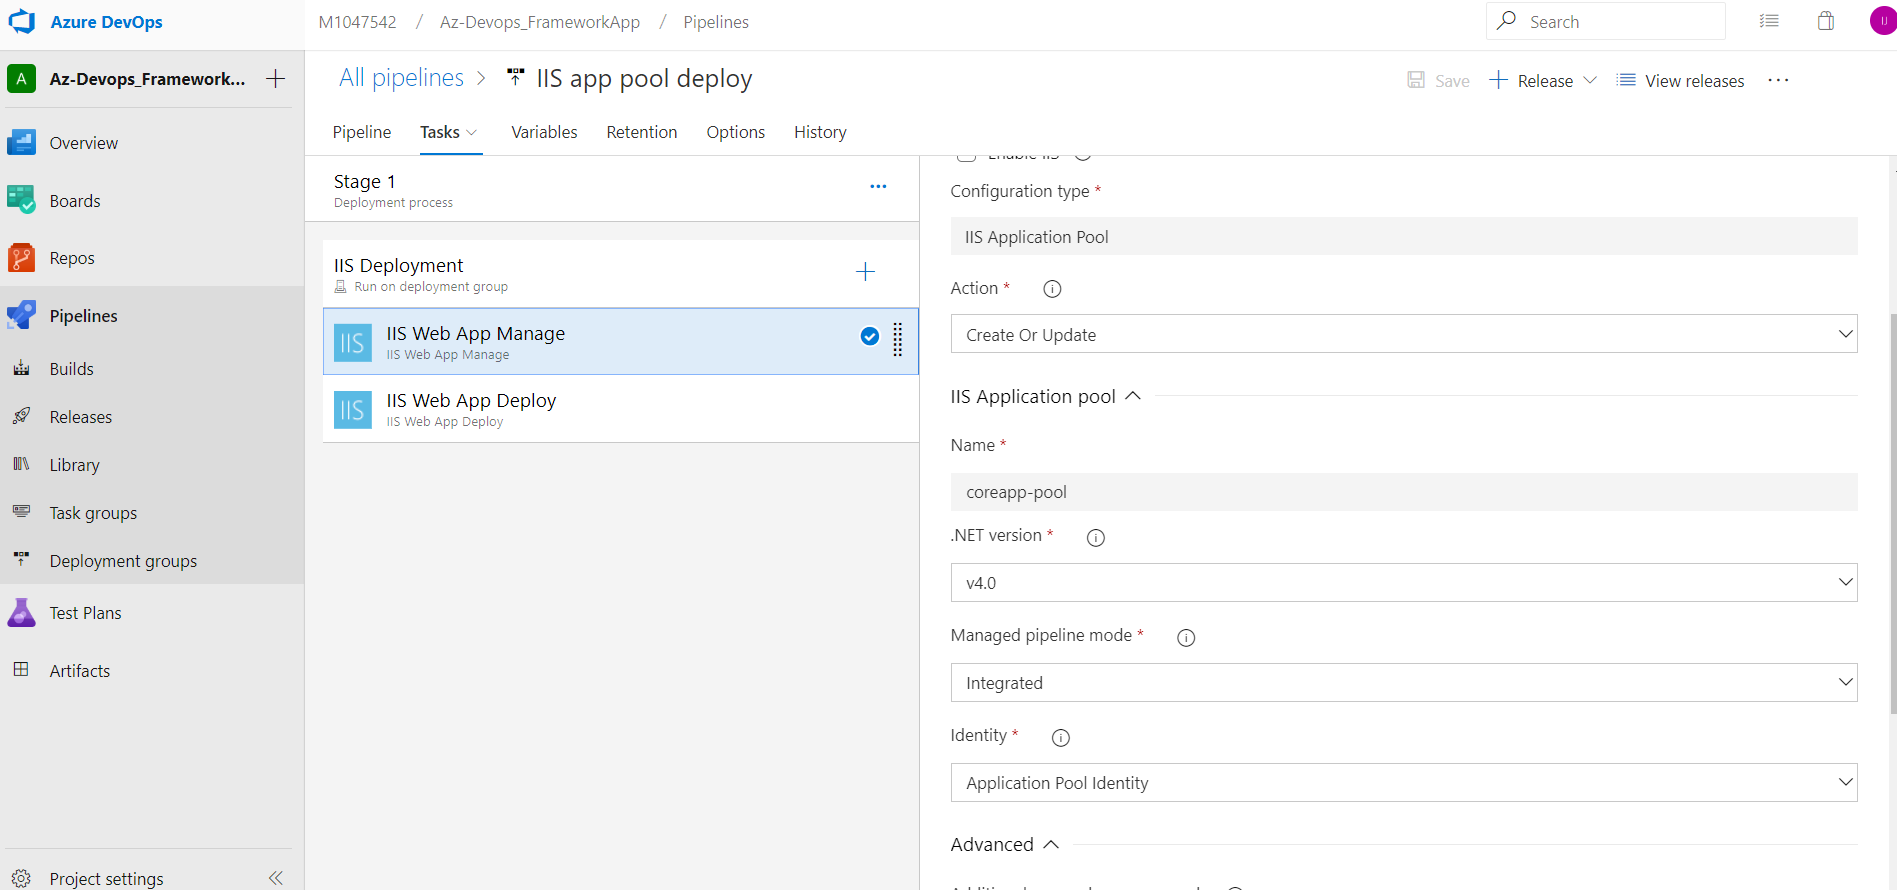 Azure DevOps
M1047542 / Az-Devops_FrameworkApp / Pipelines
Search
IJ
A
Az-Devops_Framework...
Overview
Boards
Repos
Pipelines
Builds
Releases
Library
Task groups
Deployment groups
Test Plans
Artifacts
Project settings
All pipelines > IIS app pool deploy
Save
Release
View releases
Pipeline Tasks Variables Retention Options History
Stage 1
Deployment process
IIS Deployment
Run on deployment group
IIS
IIS Web App Manage
IIS Web App Manage
IIS
IIS Web App Deploy
IIS Web App Deploy
Enable IIS
Configuration type *
IIS Application Pool
Action *
Create Or Update
IIS Application pool
Name *
coreapp-pool
.NET version *
v4.0
Managed pipeline mode *
Integrated
Identity *
Application Pool Identity
Advanced